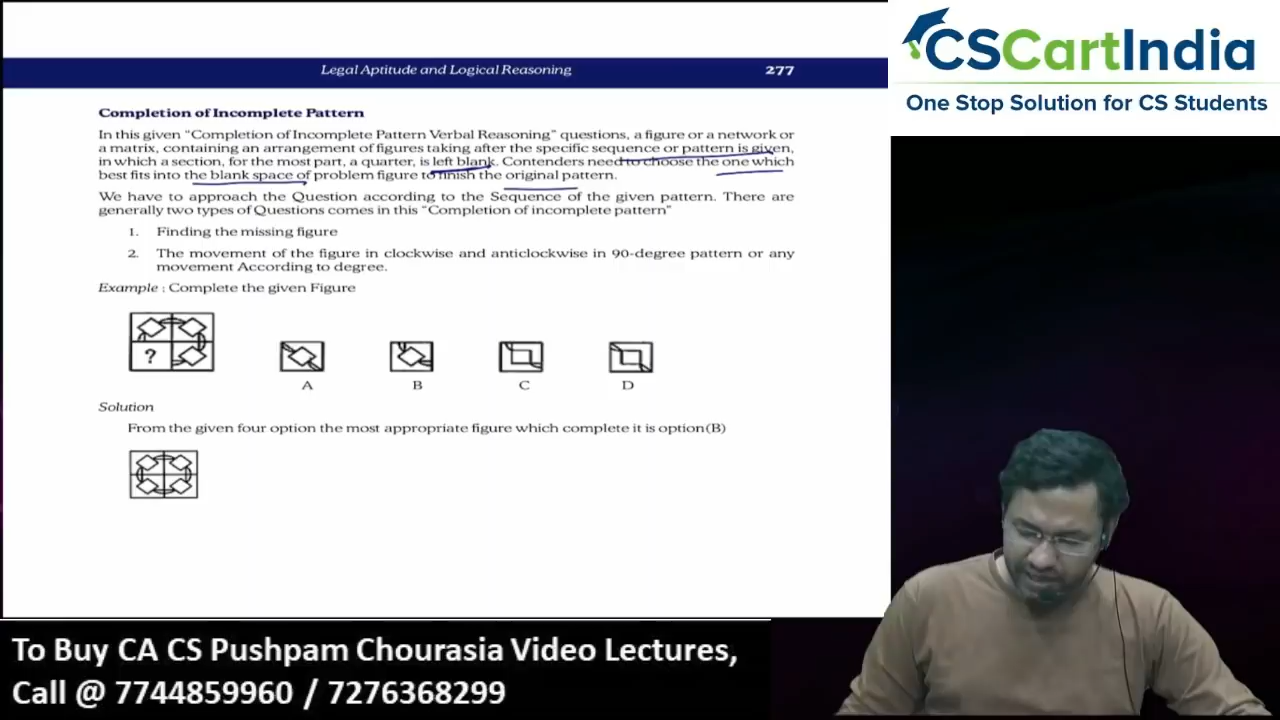 Legal Aptitude and Logical Reasoning 277
CSCartIndia
One Stop Solution for CS Students
Completion of Incomplete Pattern
In this given “Completion of Incomplete Pattern Verbal Reasoning” questions, a figure or a network or
a matrix, containing an arrangement of figures taking after the specific sequence or pattern is given,
in which a section, for the most part, a quarter, is left blank. Contenders need to choose the one which
best fits into the blank space of problem figure to finish the original pattern.
We have to approach the Question according to the Sequence of the given pattern. There are
generally two types of Questions comes in this “Completion of incomplete pattern”
1. Finding the missing figure
2. The movement of the figure in clockwise and anticlockwise in 90-degree pattern or any
movement According to degree.
Example : Complete the given Figure
?
A B C D
Solution
From the given four option the most appropriate figure which complete it is option(B)
To Buy CA CS Pushpam Chourasia Video Lectures,
Call @ 7744859960 / 7276368299